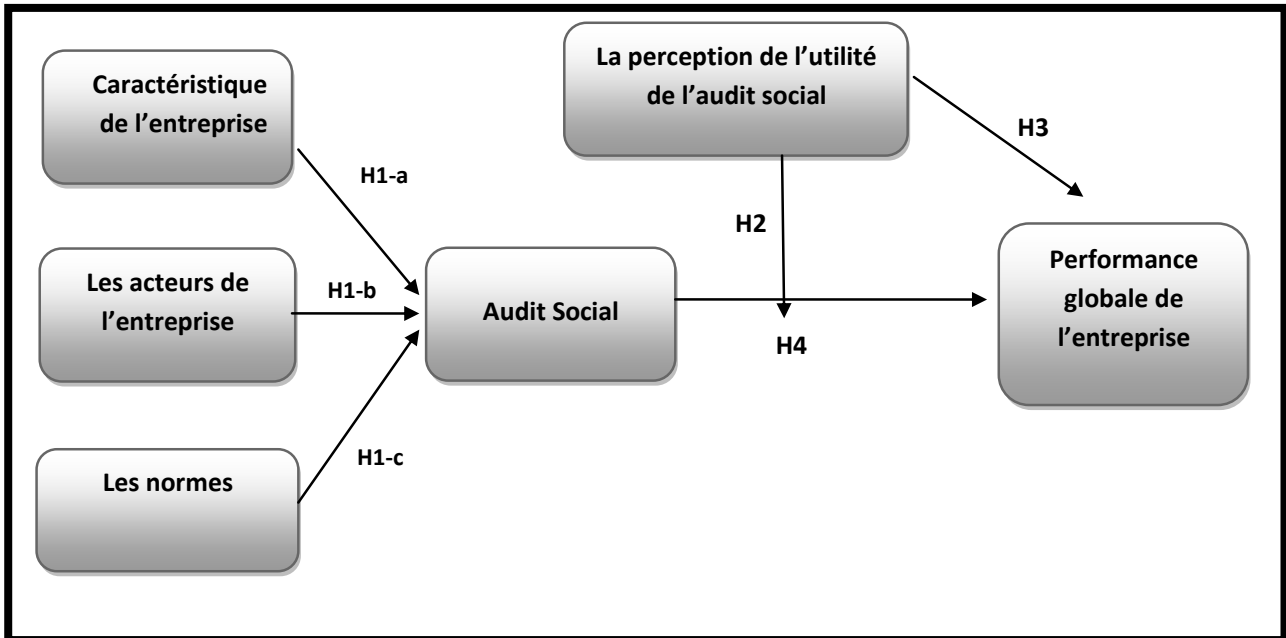 Caractéristique
de l’entreprise
La perception de l’utilité
de l’audit social
H3
H1-a
H2
Les acteurs de
l’entreprise
H1-b
Audit Social
Performance
globale de
l’entreprise
H4
H1-c
Les normes